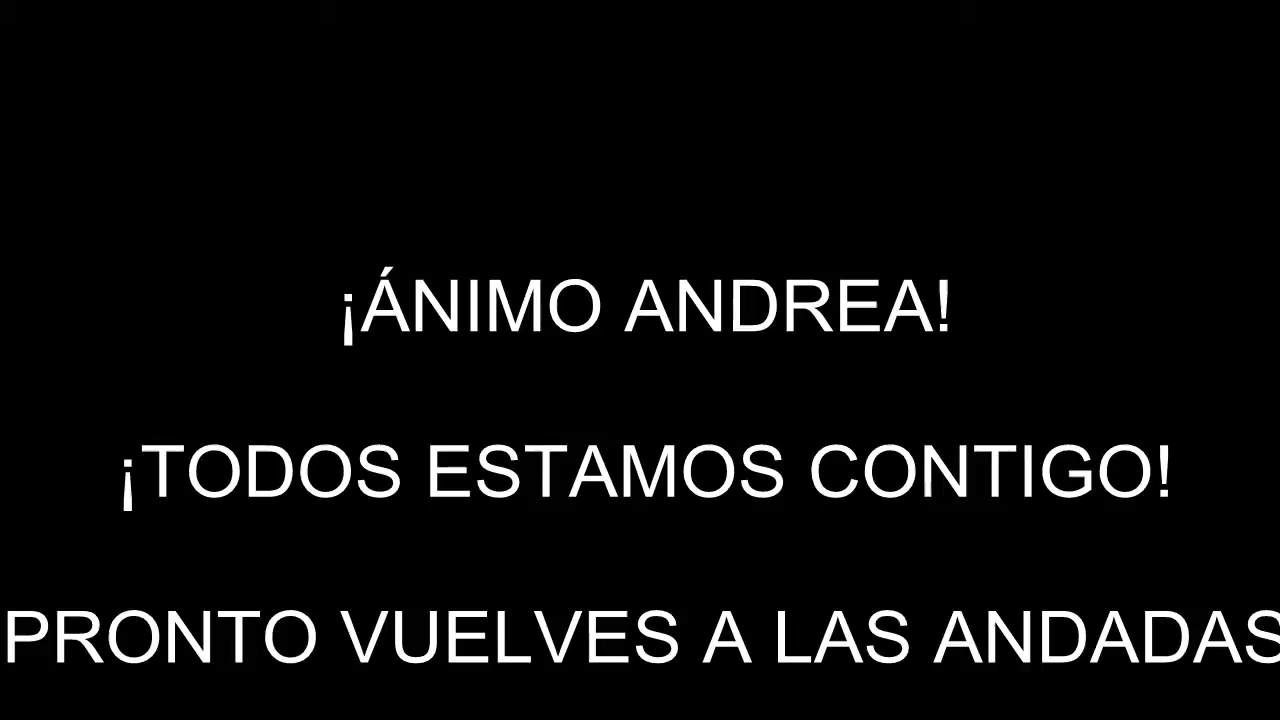 ¡ÁNIMO ANDREA!
¡TODOS ESTAMOS CONTIGO!
PRONTO VUELVES A LAS ANDADAS